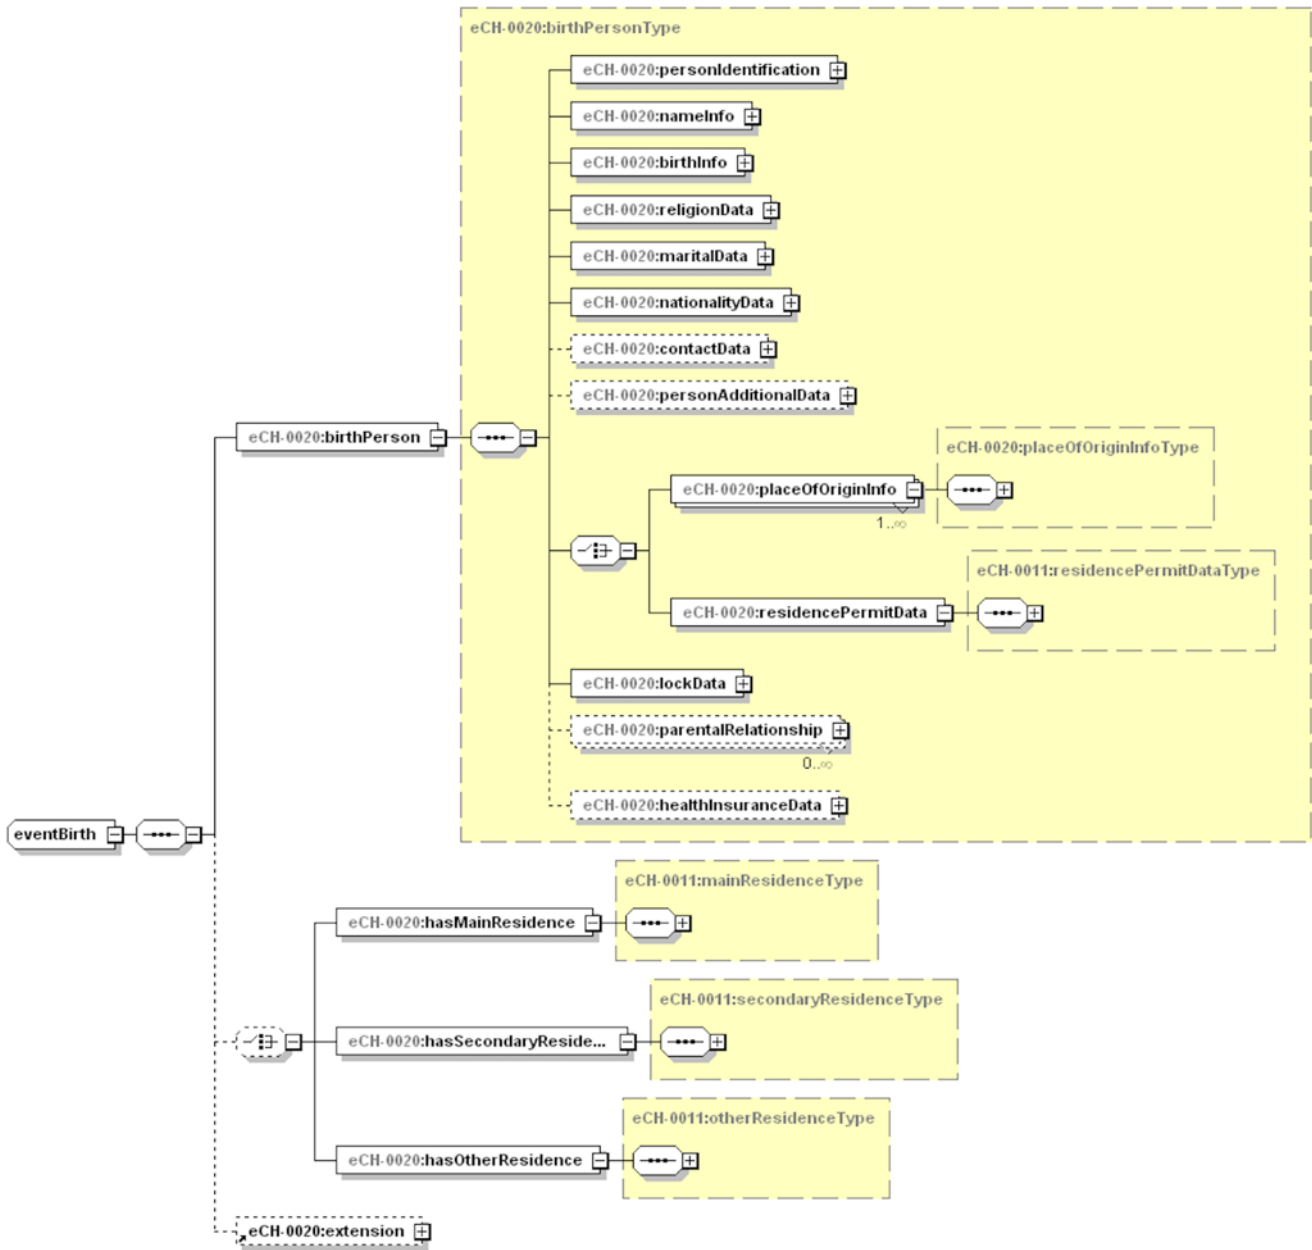 eCH-0020:birthPersonType
eCH-0020:personIdentification
eCH-0020:nameInfo
eCH-0020:birthInfo
eCH-0020:religionData
eCH-0020:maritalData
eCH-0020:nationalityData
eCH-0020:contactData
eCH-0020:personAdditionalData
eCH-0020:birthPerson
eCH-0020:placeOfOriginInfoType
eCH-0020:placeOfOriginInfo
1..∞
eCH-0011:residencePermitDataType
eCH-0020:residencePermitData
eCH-0020:lockData
eCH-0020:parentalRelationship
0..∞
eCH-0020:healthInsuranceData
eventBirth
eCH-0011:mainResidenceType
eCH-0020:hasMainResidence
eCH-0011:secondaryResidenceType
eCH-0020:hasSecondaryReside...
eCH-0011:otherResidenceType
eCH-0020:hasOtherResidence
eCH-0020:extension